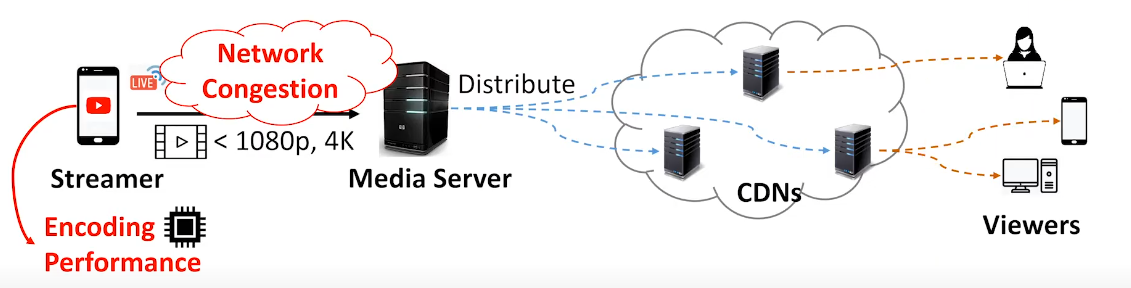 Network
Congestion
LIVE
Distribute
< 1080p, 4K
Streamer
Media Server
CDNs
Viewers
Encoding
Performance